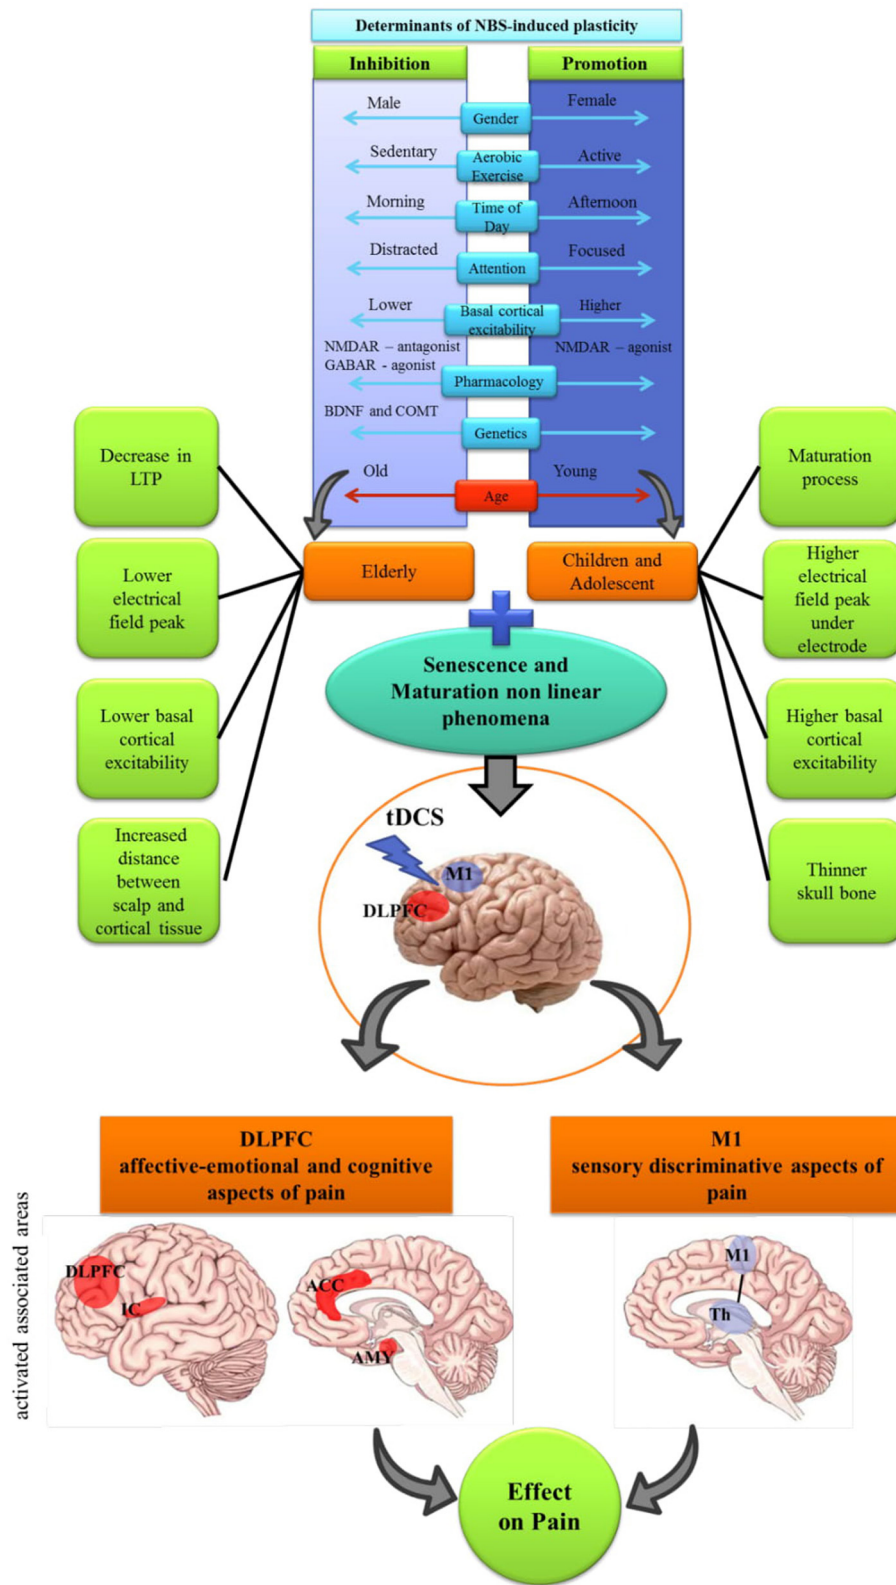 Determinants of NBS-induced plasticity
Inhibition
Promotion
Male
Female
Gender
Sedentary
Active
Aerobic
Exercise
Morning
Afternoon
Time of
Day
Distracted
Focused
Attention
Lower
Higher
Basal cortical
excitability
NMDAR – antagonist
GABAR - agonist
NMDAR – agonist
Pharmacology
BDNF and COMT
Genetics
Old
Young
Age
Decrease in
LTP
Maturation
process
Elderly
Children and
Adolescent
Lower
electrical
field peak
Higher
electrical
field peak
under
electrode
Senescence and
Maturation non linear
phenomena
Lower basal
cortical
excitability
Higher basal
cortical
excitability
Increased
distance
between
scalp and
cortical tissue
Thinner
skull bone
tDCS
M1
DLPFC
DLPFC
affective-emotional and cognitive
aspects of pain
M1
sensory discriminative aspects of
pain
activated associated areas
DLPFC
IC
ACC
AMY
M1
Th
Effect
on Pain